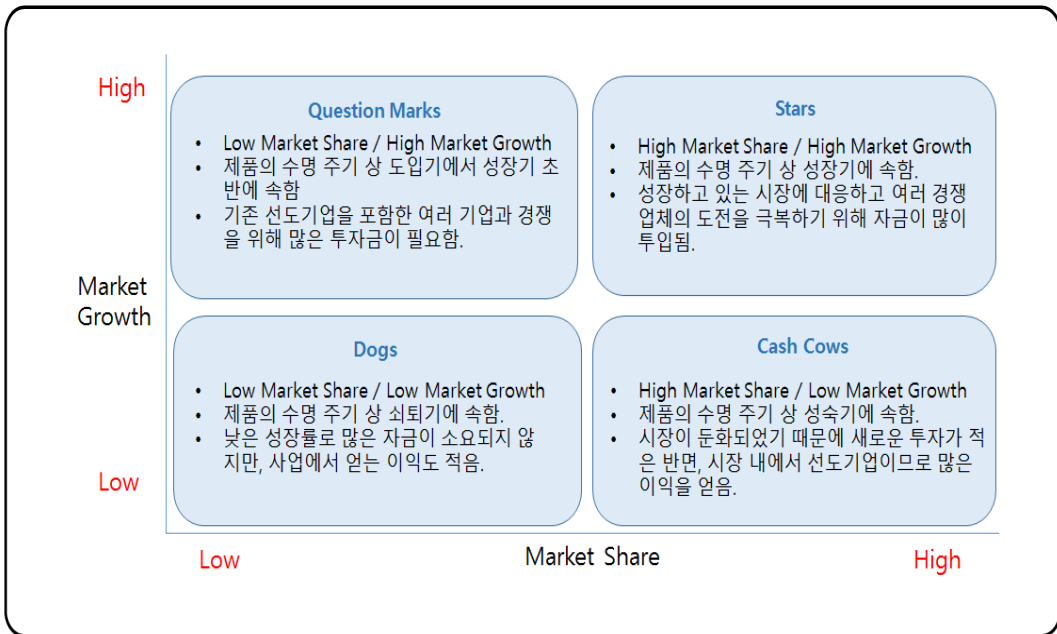 High
Question Marks
• Low Market Share / High Market Growth
• 제품의 수명 주기 상 도입기에서 성장기 초
반에 속함
• 기존 선도기업을 포함한 여러 기업과 경쟁
을 위해 많은 투자금이 필요함.
Stars
• High Market Share / High Market Growth
• 제품의 수명 주기 상 성장기에 속함.
• 성장하고 있는 시장에 대응하고 여러 경쟁
업체의 도전을 극복하기 위해 자금이 많이
투입됨.
Market
Growth
Dogs
• Low Market Share / Low Market Growth
• 제품의 수명 주기 상 쇠퇴기에 속함.
• 낮은 성장률로 많은 자금이 소요되지 않
지만, 사업에서 얻는 이익도 적음.
Cash Cows
• High Market Share / Low Market Growth
• 제품의 수명 주기 상 성숙기에 속함.
• 시장이 둔화되었기 때문에 새로운 투자가 적
은 반면, 시장 내에서 선도기업이므로 많은
이익을 얻음.
Low
Low
Market Share
High